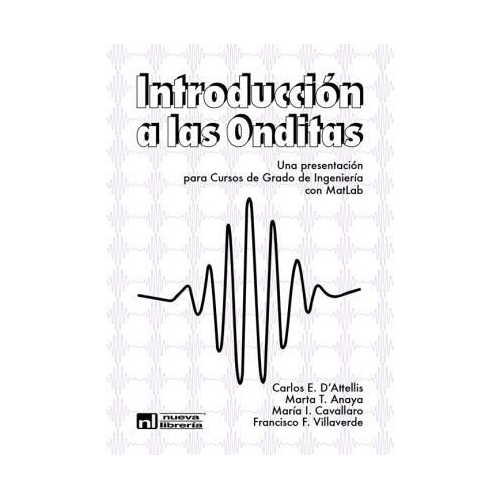 Introducción
a las Onditas
Una presentación
para Cursos de Grado de Ingeniería
con MatLab
Carlos E. D'Attellis
Marta T. Anaya
María I. Cavallaro
Francisco F. Villaverde
nl nueva
librería